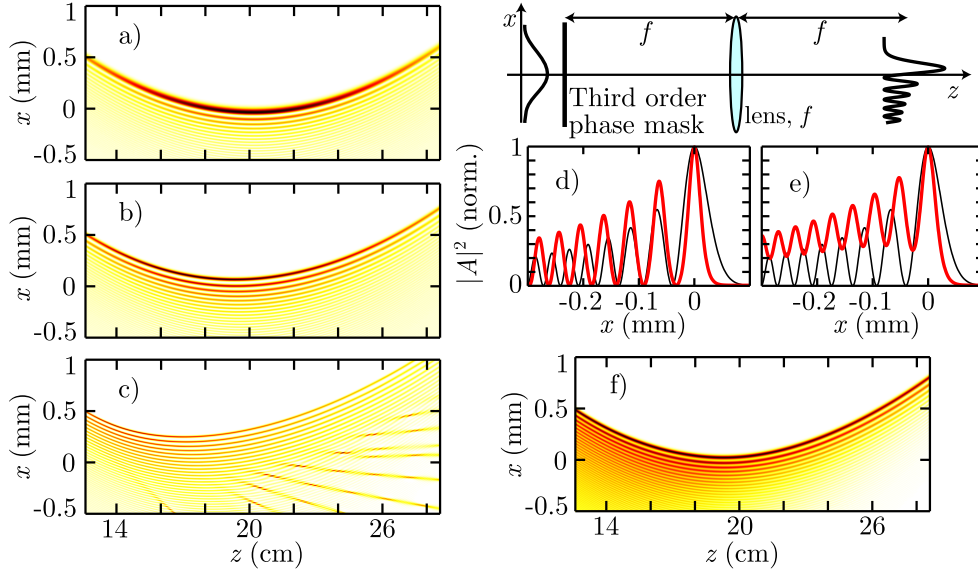 a)
1
0.5
0
-0.5
x (mm)
b)
1
0.5
0
-0.5
x (mm)
c)
1
0.5
0
-0.5
x (mm)
14
20
26
z (cm)
x
f
f
Third order
phase mask
lens, f
z
d)
1
0.5
0
|A|² (norm.)
-0.2
-0.1
0
x (mm)
e)
-0.2
-0.1
0
x (mm)
f)
1
0.5
0
-0.5
x (mm)
14
20
26
z (cm)